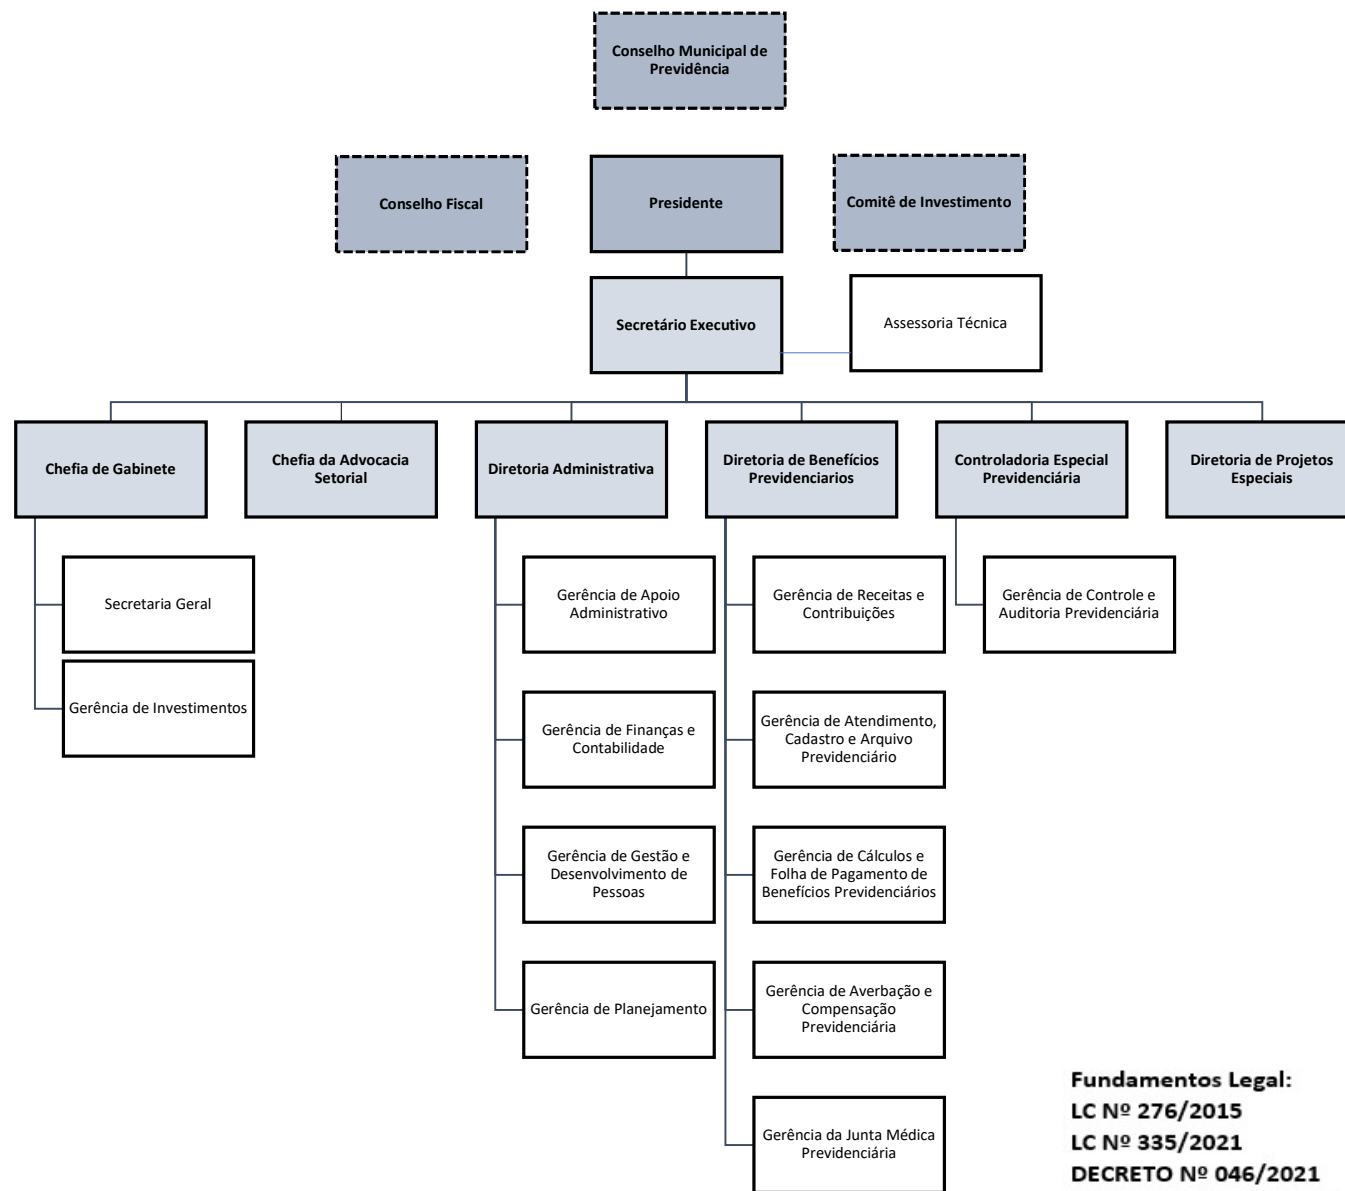 Conselho Municipal de
Previdência
Conselho Fiscal
Presidente
Comitê de Investimento
Secretário Executivo
Assessoria Técnica
Chefia de Gabinete
Chefia da Advocacia
Setorial
Diretoria Administrativa
Diretoria de Benefícios
Previdenciarios
Controladoria Especial
Previdenciária
Diretoria de Projetos
Especiais
Secretaria Geral
Gerência de Investimentos
Gerência de Apoio
Administrativo
Gerência de Finanças e
Contabilidade
Gerência de Gestão e
Desenvolvimento de
Pessoas
Gerência de Planejamento
Gerência de Receitas e
Contribuições
Gerência de Atendimento,
Cadastro e Arquivo
Previdenciário
Gerência de Cálculos e
Folha de Pagamento de
Benefícios Previdenciários
Gerência de Averbação e
Compensação
Previdenciária
Gerência da Junta Médica
Previdenciária
Gerência de Controle e
Auditoria Previdenciária
Fundamentos Legal:
LC Nº 276/2015
LC Nº 335/2021
DECRETO Nº 046/2021